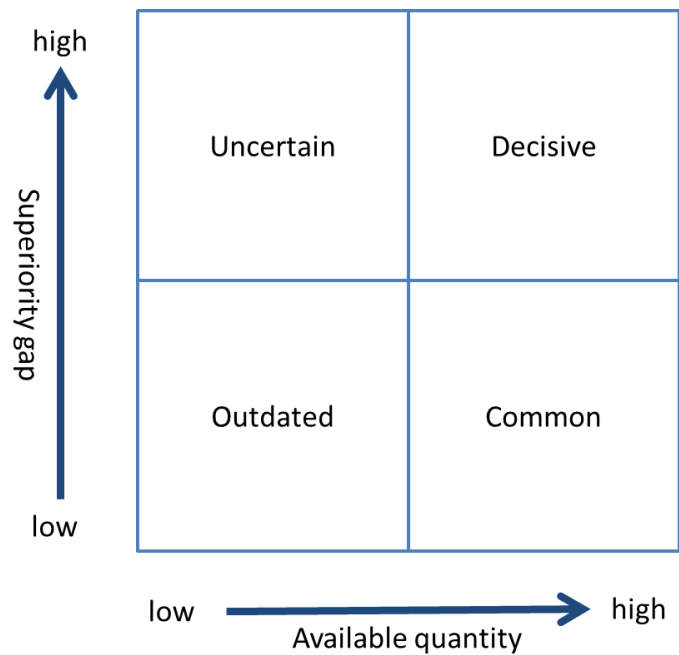 high
Uncertain
Decisive
Superiority gap
Outdated
Common
low
low
high
Available quantity